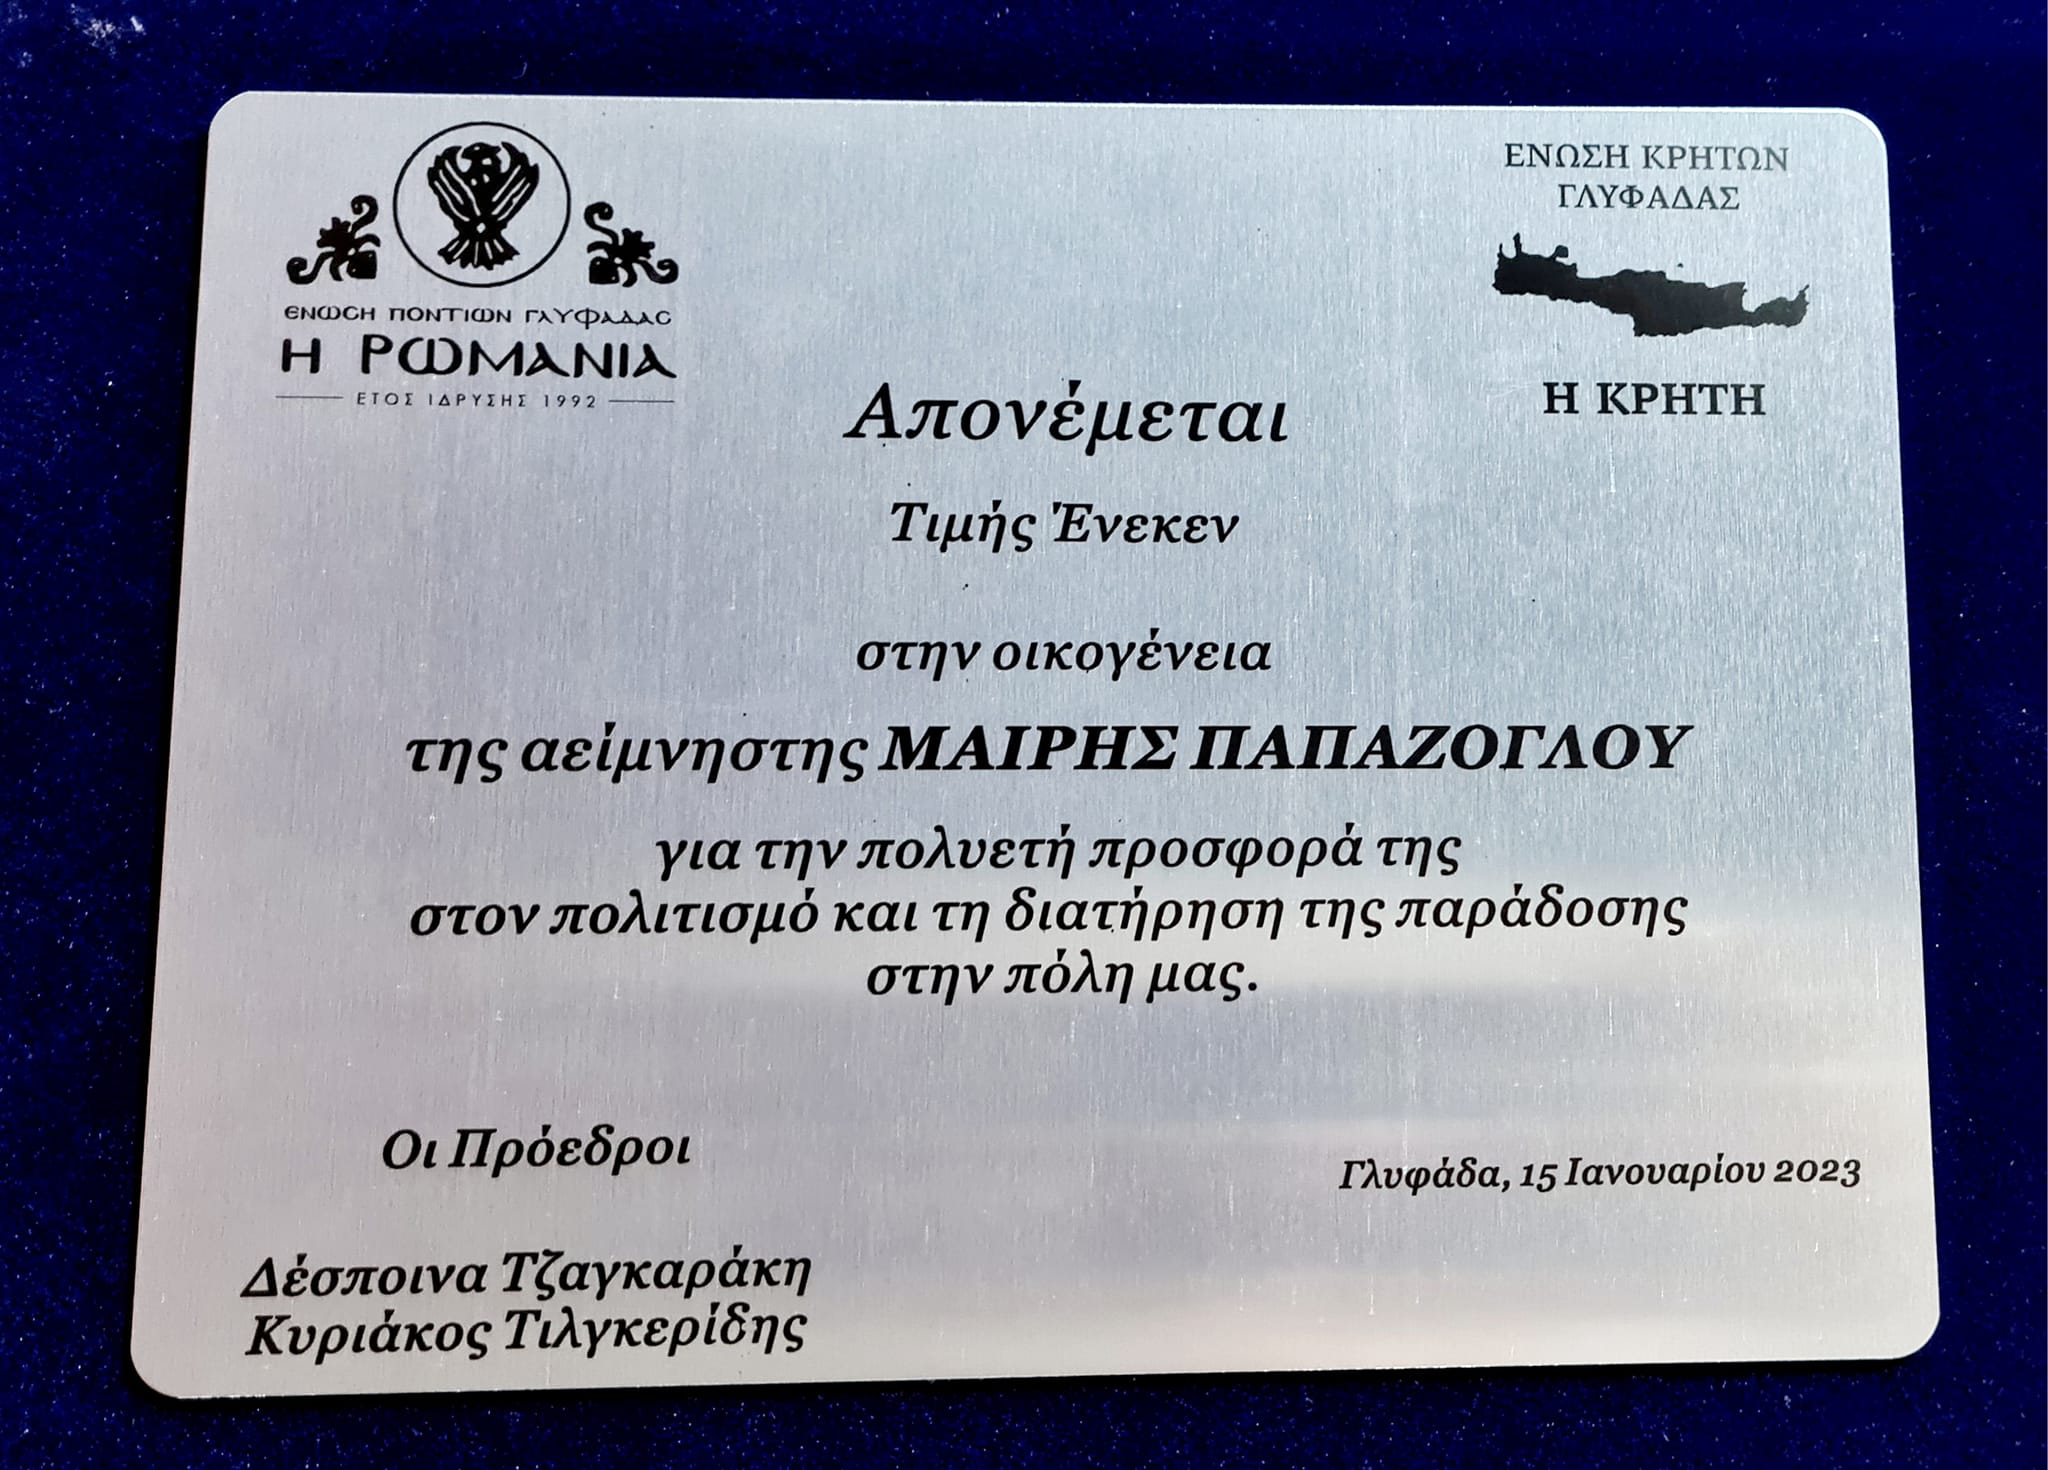 ΕΝΩΣΗ ΠΟΝΤΙΩΝ ΓΛΥΦΑΔΑΣ
Η ΡΩΜΑΝΙΑ
ΕΤΟΣ ΙΔΡΥΣΗΣ 1992
ΕΝΩΣΗ ΚΡΗΤΩΝ
ΓΛΥΦΑΔΑΣ
Η ΚΡΗΤΗ
Απονέμεται
Τιμής Ένεκεν
στην οικογένεια
της αείμνηστης ΜΑΙΡΗΣ ΠΑΠΑΖΟΓΛΟΥ
για την πολυετή προσφορά της
στον πολιτισμό και τη διατήρηση της παράδοσης
στην πόλη μας.
Οι Πρόεδροι
Γλυφάδα, 15 Ιανουαρίου 2023
Δέσποινα Τζαγκαράκη
Κυριάκος Τιλγκερίδης